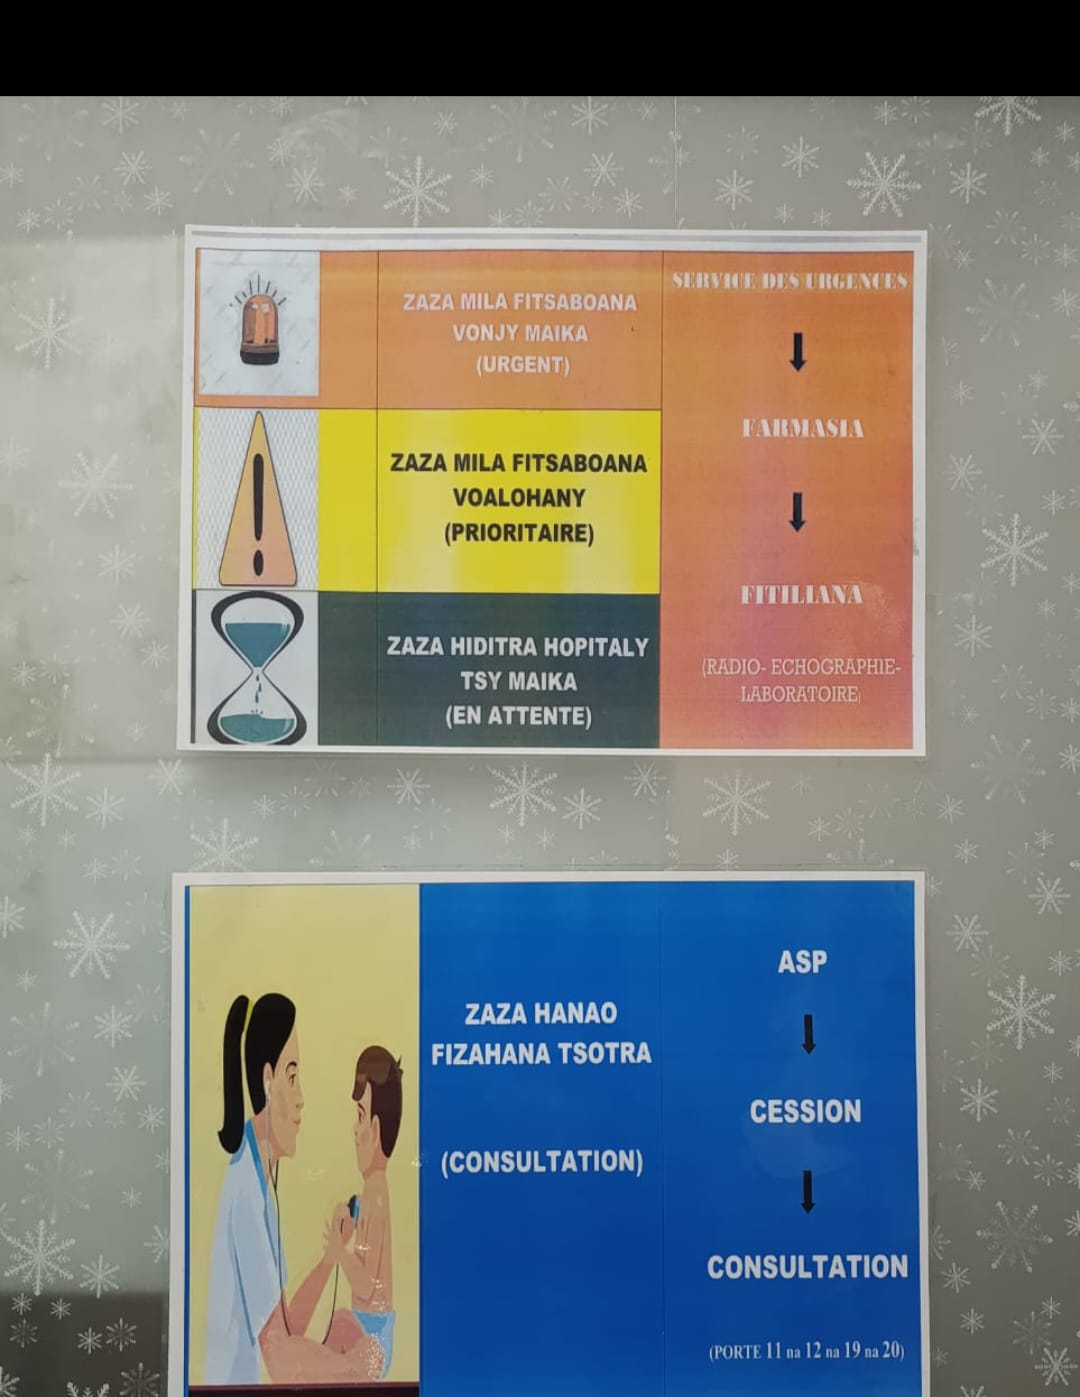 ZAZA MILA FITSABOANA
VONJY MAIKA
(URGENT)
ZAZA MILA FITSABOANA
VOALOHANY
(PRIORITAIRE)
ZAZA HIDITRA HOPITALY
TSY MAIKA
(EN ATTENTE)
SERVICE DES URGENCES
FARMASIA
FITILIANA
(RADIO- ECHOGRAPHIE-
LABORATOIRE)
ZAZA HANAO
FIZAHANA TSOTRA
(CONSULTATION)
ASP
CESSION
CONSULTATION
(PORTE 11 na 12 na 19 na 20)